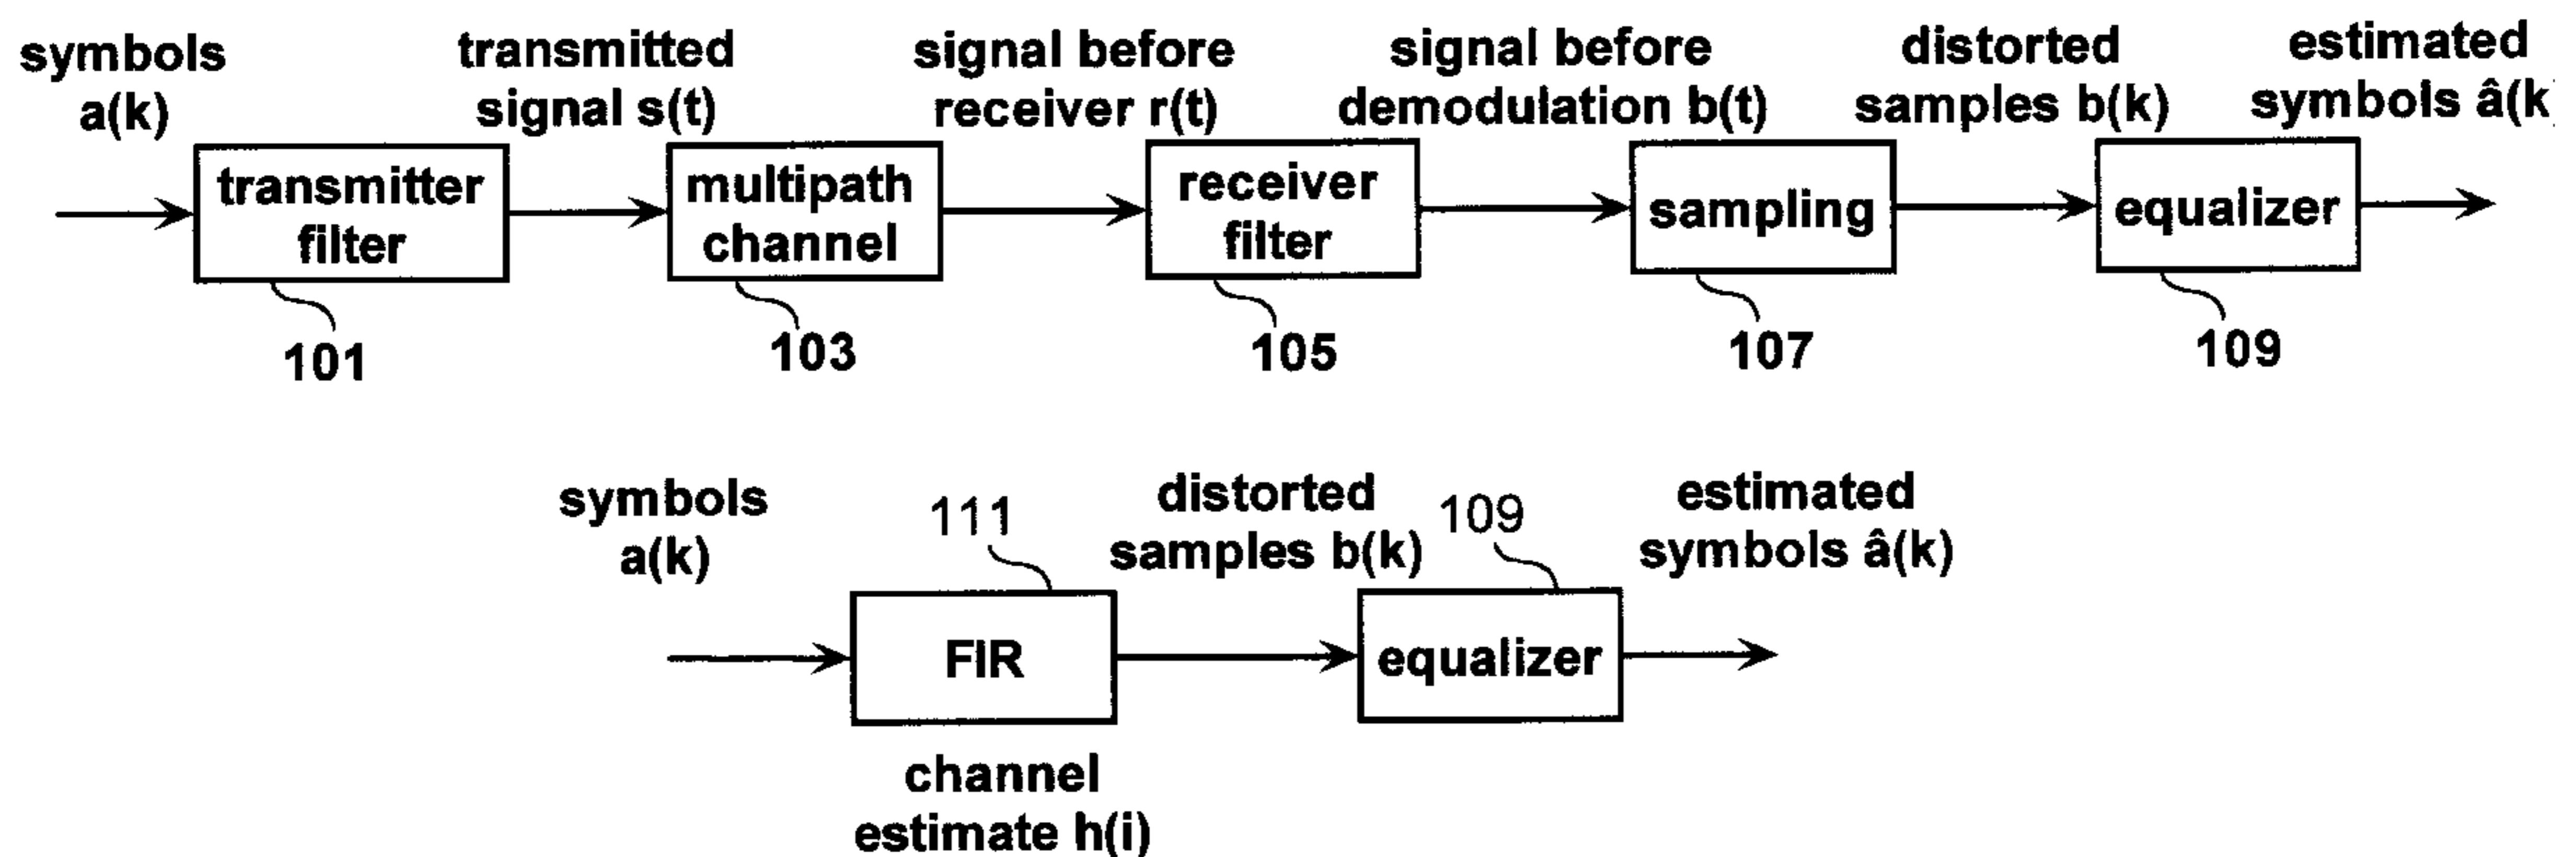 symbols
a(k)
transmitted
signal s(t)
signal before
receiver r(t)
signal before
demodulation b(t)
distorted
samples b(k)
estimated
symbols â(k)
transmitter
filter
multipath
channel
receiver
filter
sampling
equalizer
101
103
105
107
109
symbols
a(k)
111
distorted
samples b(k)
109
estimated
symbols â(k)
FIR
equalizer
channel
estimate h(i)